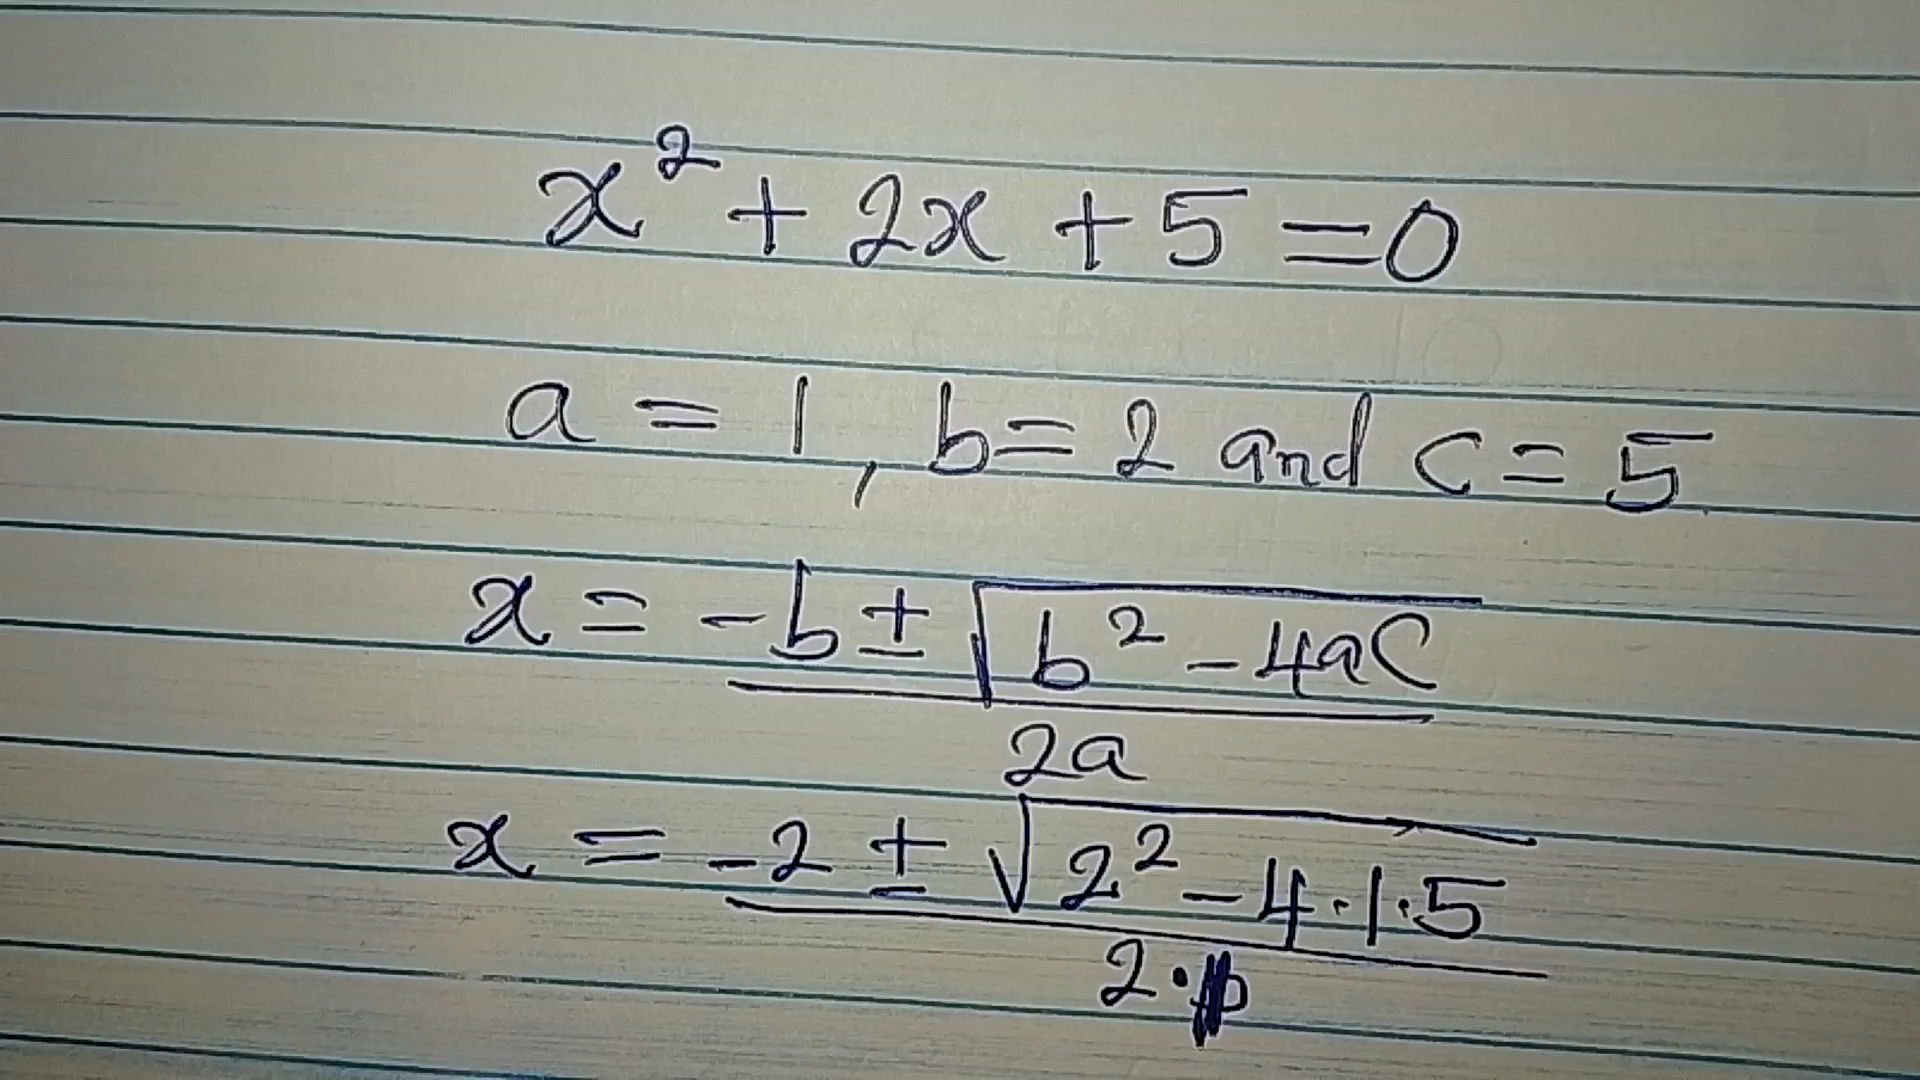 x² + 2x + 5 = 0
a = 1, b = 2 and c = 5
x = -b ± √b² - 4ac
2a
x = -2 ± √2² - 4·1·5
2·